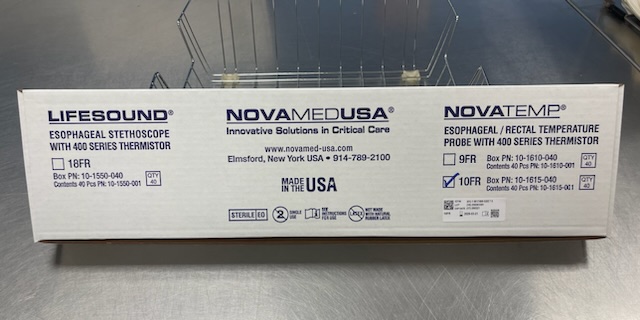 LIFESOUND®
ESOPHAGEAL STETHOSCOPE
WITH 400 SERIES THERMISTOR
18FR
Box PN: 10-1550-040
Contents 40 Pcs PN: 10-1550-001
QTY
40
NOVAMEDUSA®
Innovative Solutions in Critical Care
www.novamed-usa.com
Elmsford, New York USA • 914-789-2100
MADE
IN THE
USA
STERILE EO
2
SINGLE
USE
SEE
INSTRUCTIONS
FOR USE
LATEX
NOT MADE
WITH NATURAL
RUBBER LATEX
NOVATEMP®
ESOPHAGEAL / RECTAL TEMPERATURE
PROBE WITH 400 SERIES THERMISTOR
9FR
Box PN: 10-1610-040
Contents 40 Pcs PN: 10-1610-001
QTY
40
10FR
Box PN: 10-1615-040
Contents 40 Pcs PN: 10-1615-001
QTY
40